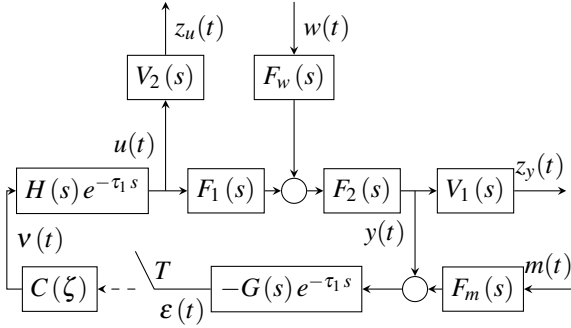 z_u(t)
w(t)
V_2(s)
F_w(s)
u(t)
H(s) e^{-τ_1 s}
F_1(s)
F_2(s)
V_1(s)
z_y(t)
ν(t)
y(t)
C(ζ)
T
ε(t)
-G(s) e^{-τ_1 s}
F_m(s)
m(t)